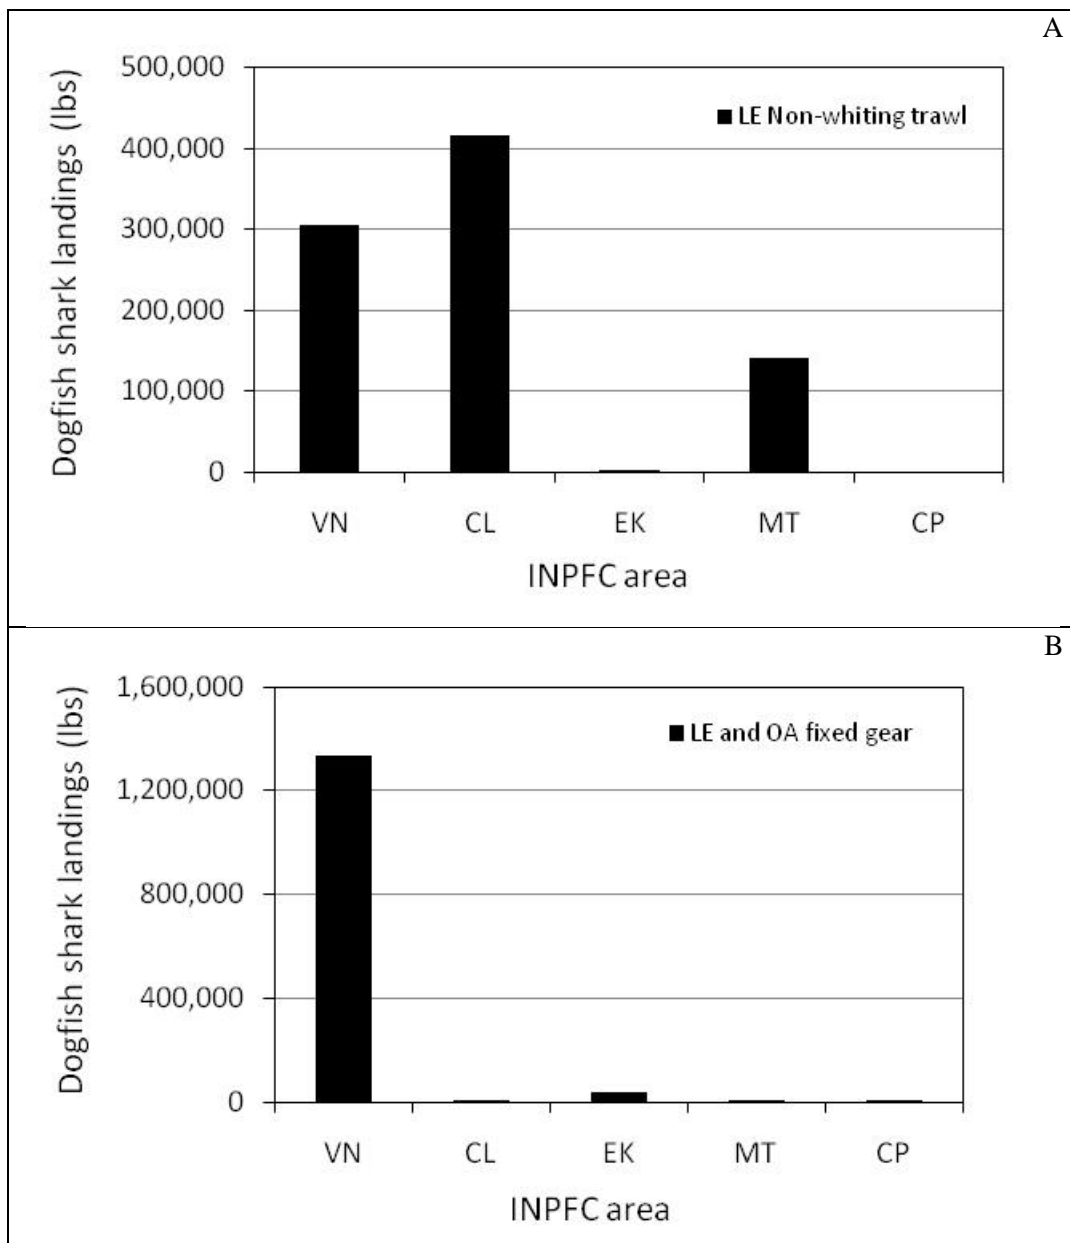 A
Dogfish shark landings (lbs)
500,000
400,000
300,000
200,000
100,000
0
LE Non-whiting trawl
VN CL EK MT CP
INPFC area
B
Dogfish shark landings (lbs)
1,600,000
1,200,000
800,000
400,000
0
LE and OA fixed gear
VN CL EK MT CP
INPFC area